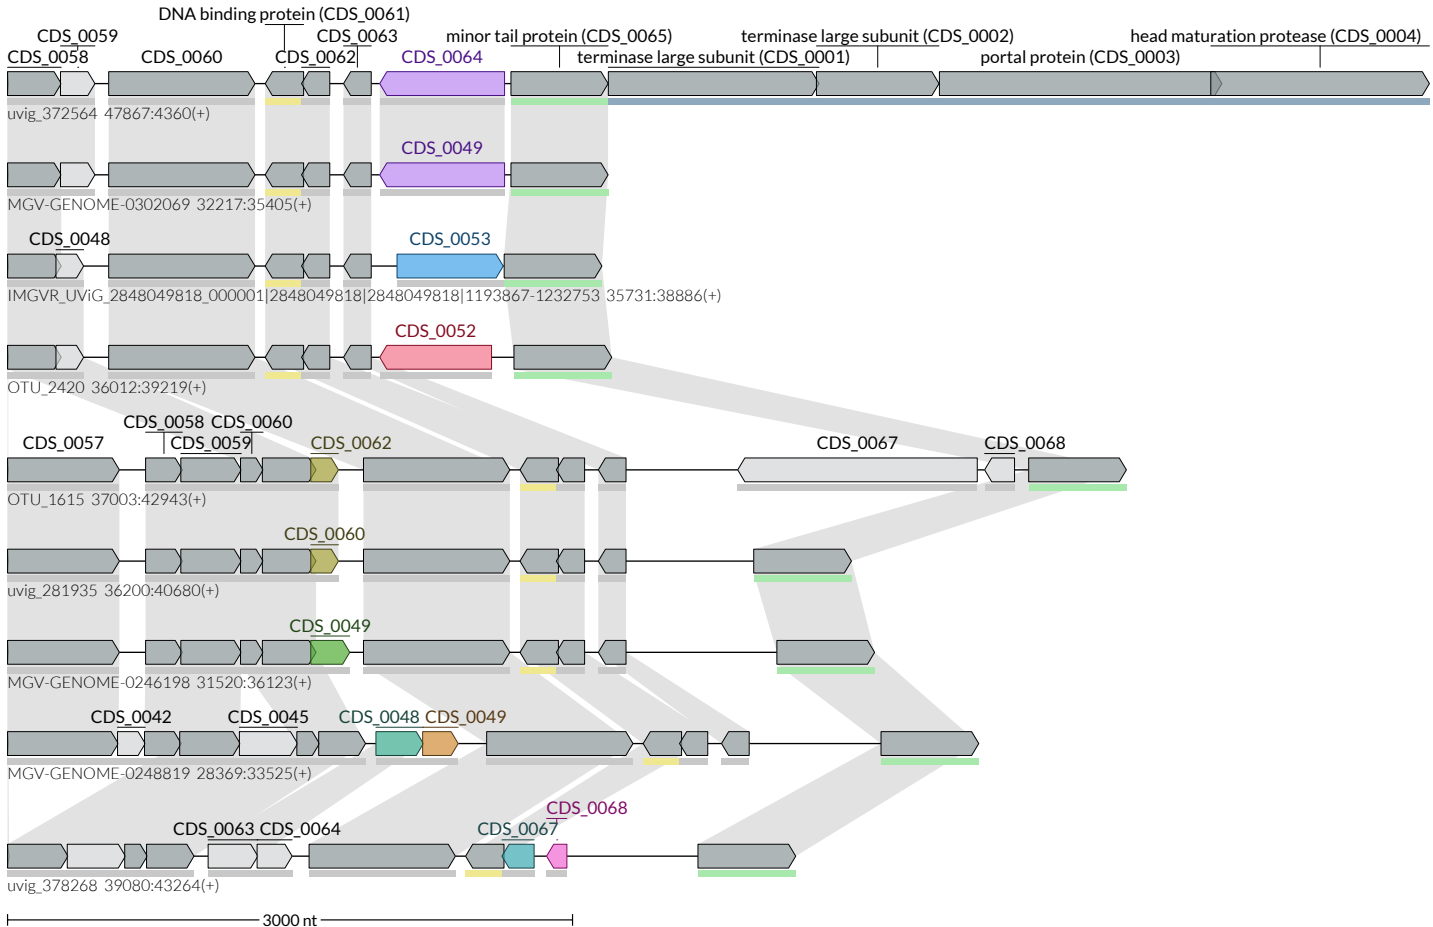 DNA binding protein (CDS_0061)
CDS_0059 CDS_0063 minor tail protein (CDS_0065) terminase large subunit (CDS_0002) head maturation protease (CDS_0004)
CDS_0058 CDS_0060 CDS_0062 CDS_0064 terminase large subunit (CDS_0001) portal protein (CDS_0003)
uvig_372564 47867:4360(+)
CDS_0049
MGV-GENOME-0302069 32217:35405(+)
CDS_0048 CDS_0053
IMGVR_UViG_2848049818_000001|2848049818|2848049818|1193867-1232753 35731:38886(+)
CDS_0052
OTU_2420 36012:39219(+)
CDS_0058 CDS_0060
CDS_0057 CDS_0059 CDS_0062 CDS_0067 CDS_0068
OTU_1615 37003:42943(+)
CDS_0060
uvig_281935 36200:40680(+)
CDS_0049
MGV-GENOME-0246198 31520:36123(+)
CDS_0042 CDS_0045 CDS_0048 CDS_0049
MGV-GENOME-0248819 28369:33525(+)
CDS_0068
CDS_0063 CDS_0064 CDS_0067
uvig_378268 39080:43264(+)
3000 nt